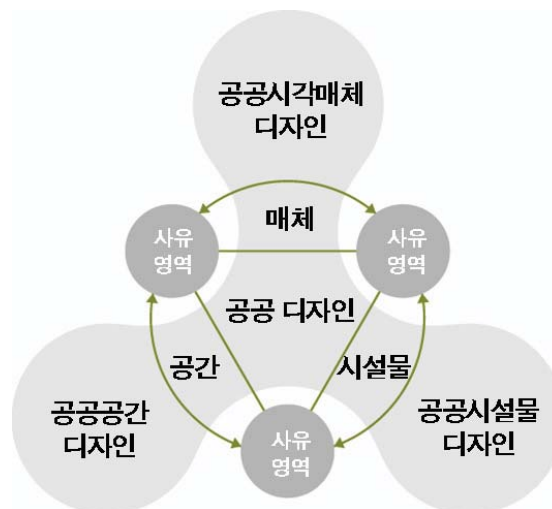 공공시각매체
디자인
매체
사유
영역
사유
영역
공공 디자인
공간
시설물
공공공간
디자인
공공시설물
디자인
사유
영역